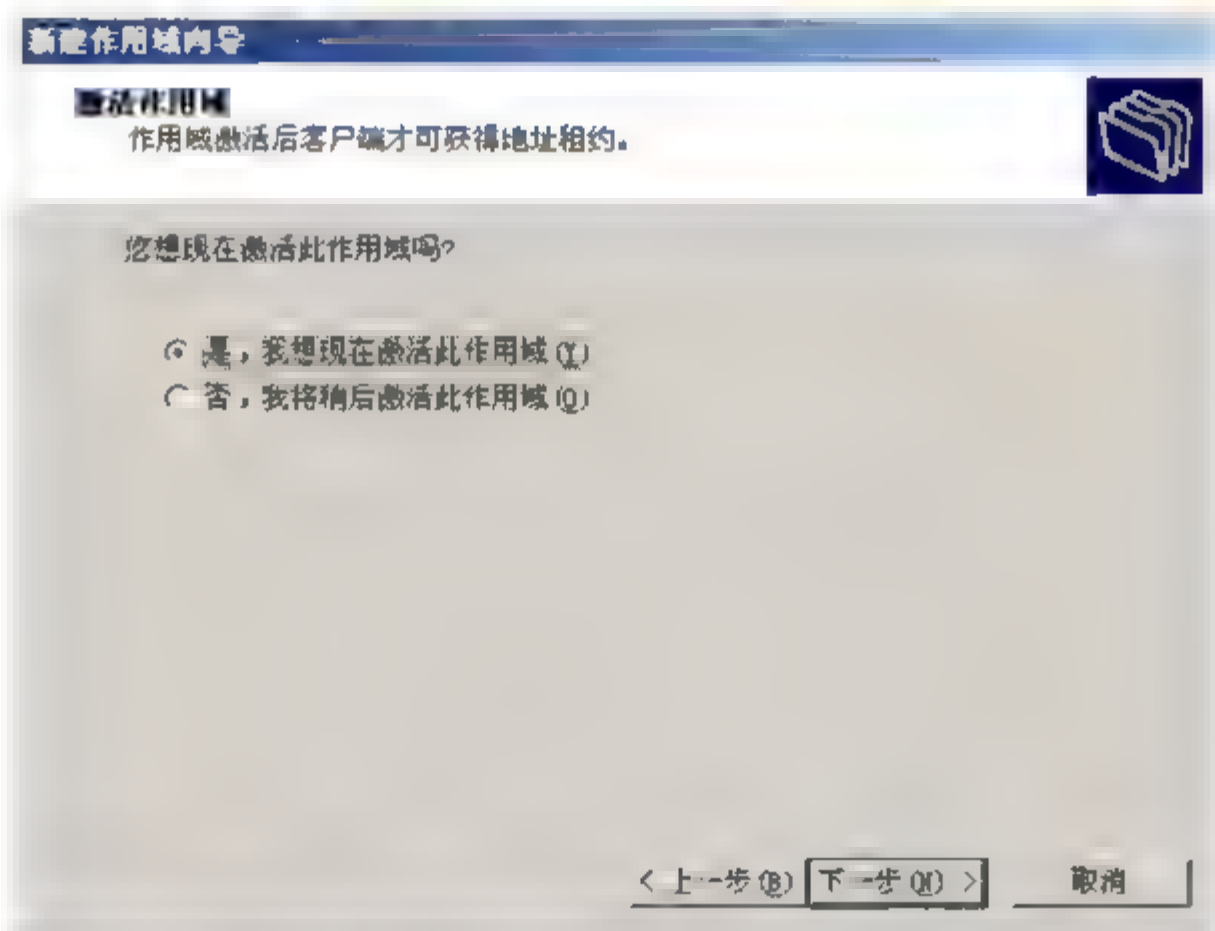 新建作用域向导
激活作用域
作用域激活后客户端才可获得地址租约。
您想现在激活此作用域吗?
是,我想现在激活此作用域(Y)
否,我将稍后激活此作用域(O)
< 上一步(B) 下一步(N) > 取消